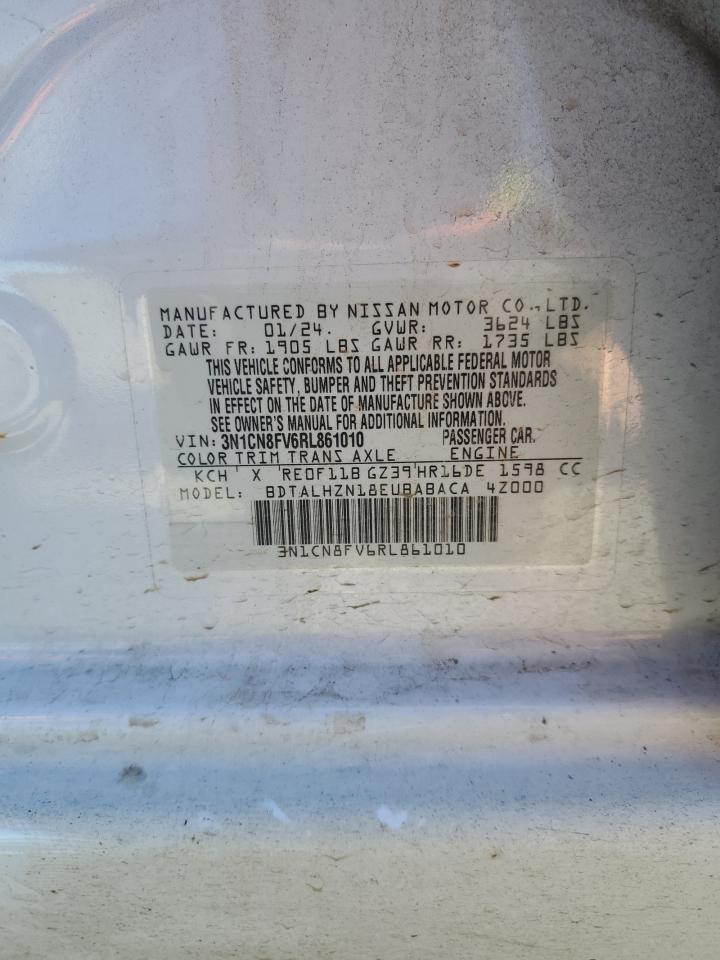 MANUFACTURED BY NISSAN MOTOR CO.,LTD.
DATE: 01/24. GVWR: 3624 LBS
GAWR FR: 1905 LBS GAWR RR: 1735 LBS
THIS VEHICLE CONFORMS TO ALL APPLICABLE FEDERAL MOTOR
VEHICLE SAFETY, BUMPER AND THEFT PREVENTION STANDARDS
IN EFFECT ON THE DATE OF MANUFACTURE SHOWN ABOVE.
SEE OWNER'S MANUAL FOR ADDITIONAL INFORMATION.
VIN: 3N1CN8FV6RL861010 PASSENGER CAR.
COLOR TRIM TRANS AXLE ENGINE
KCH X RE0F11B GZ39 HR16DE 1598 CC
MODEL: BDTALHZN18EUBABACA 4Z000
3N1CN8FV6RL861010